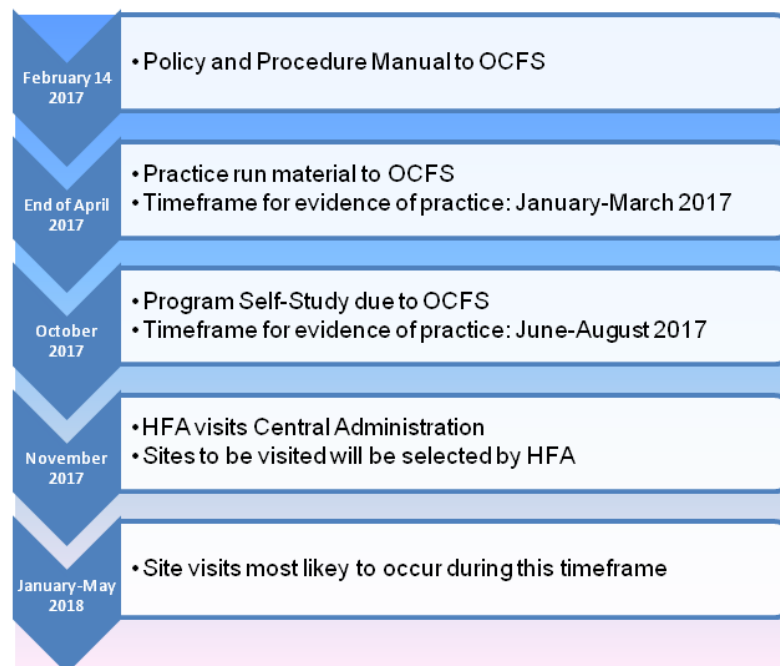 February 14
2017
• Policy and Procedure Manual to OCFS
End of April
2017
• Practice run material to OCFS
• Timeframe for evidence of practice: January-March 2017
October
2017
• Program Self-Study due to OCFS
• Timeframe for evidence of practice: June-August 2017
November
2017
• HFA visits Central Administration
• Sites to be visited will be selected by HFA
January-May
2018
• Site visits most likely to occur during this timeframe